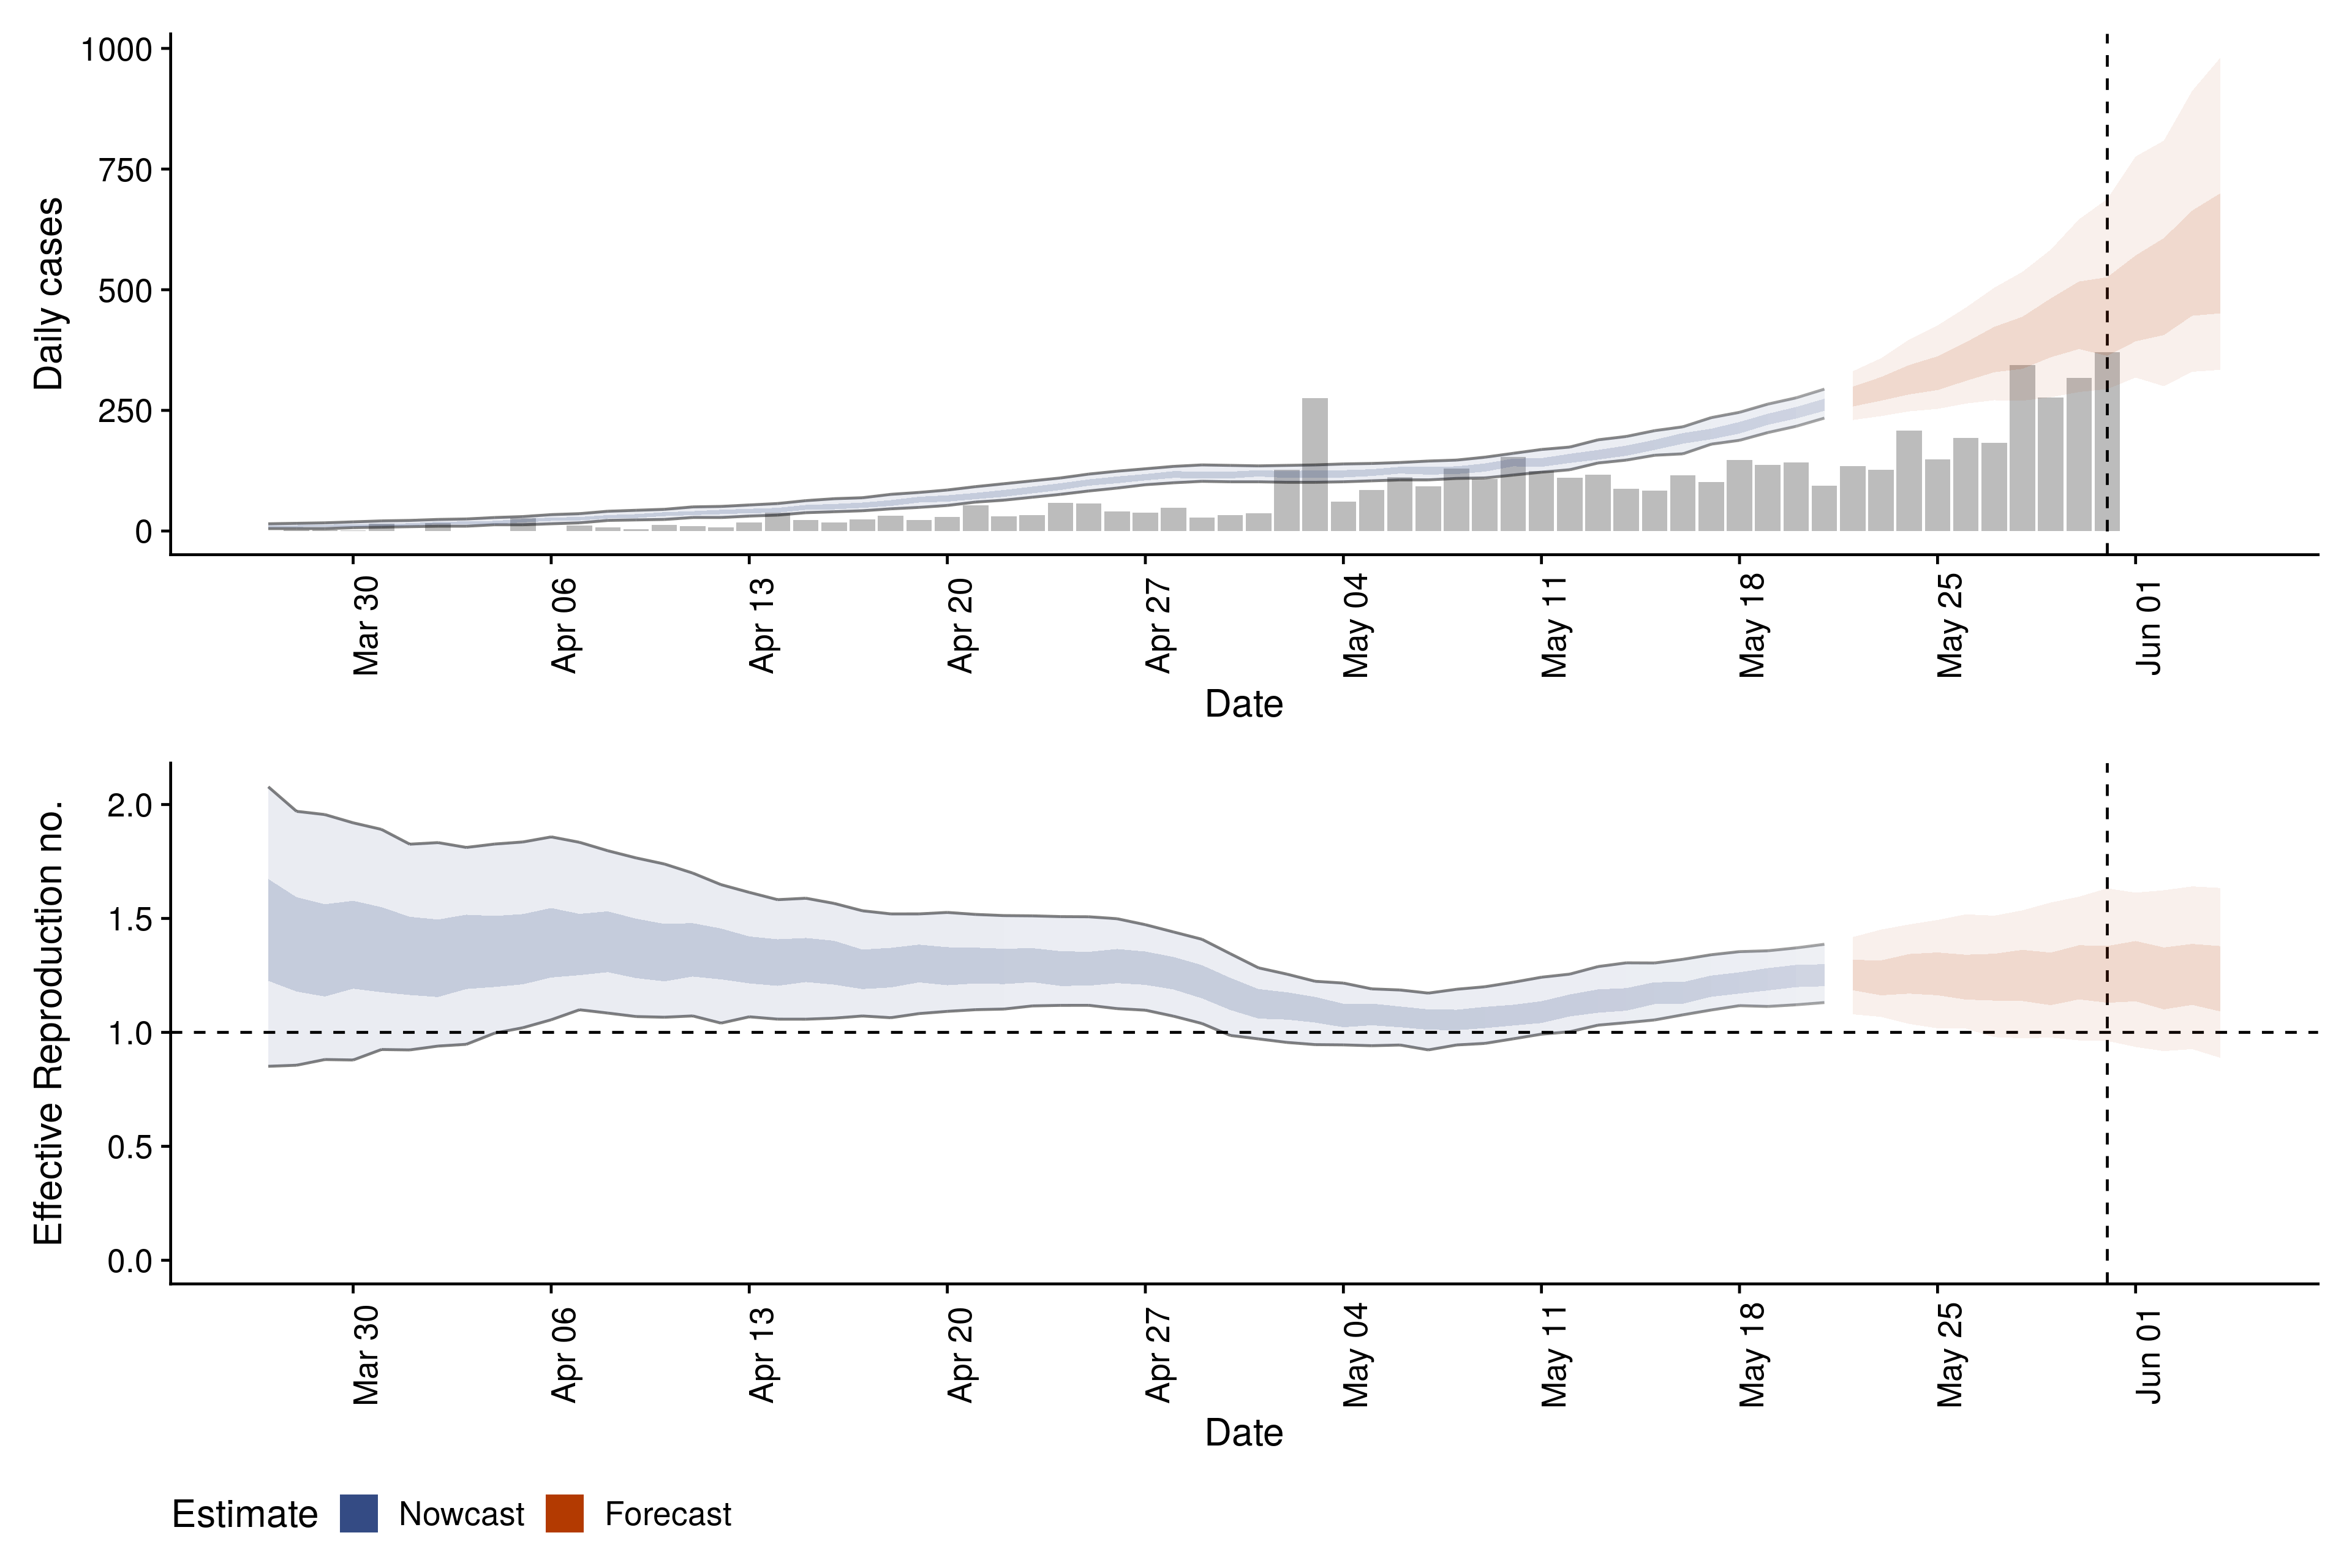 1000
750
500
250
0
Daily cases
Mar 30 Apr 06 Apr 13 Apr 20 Apr 27 May 04 May 11 May 18 May 25 Jun 01
Date
2.0
1.5
1.0
0.5
0.0
Effective Reproduction no.
Mar 30 Apr 06 Apr 13 Apr 20 Apr 27 May 04 May 11 May 18 May 25 Jun 01
Date
Estimate Nowcast Forecast